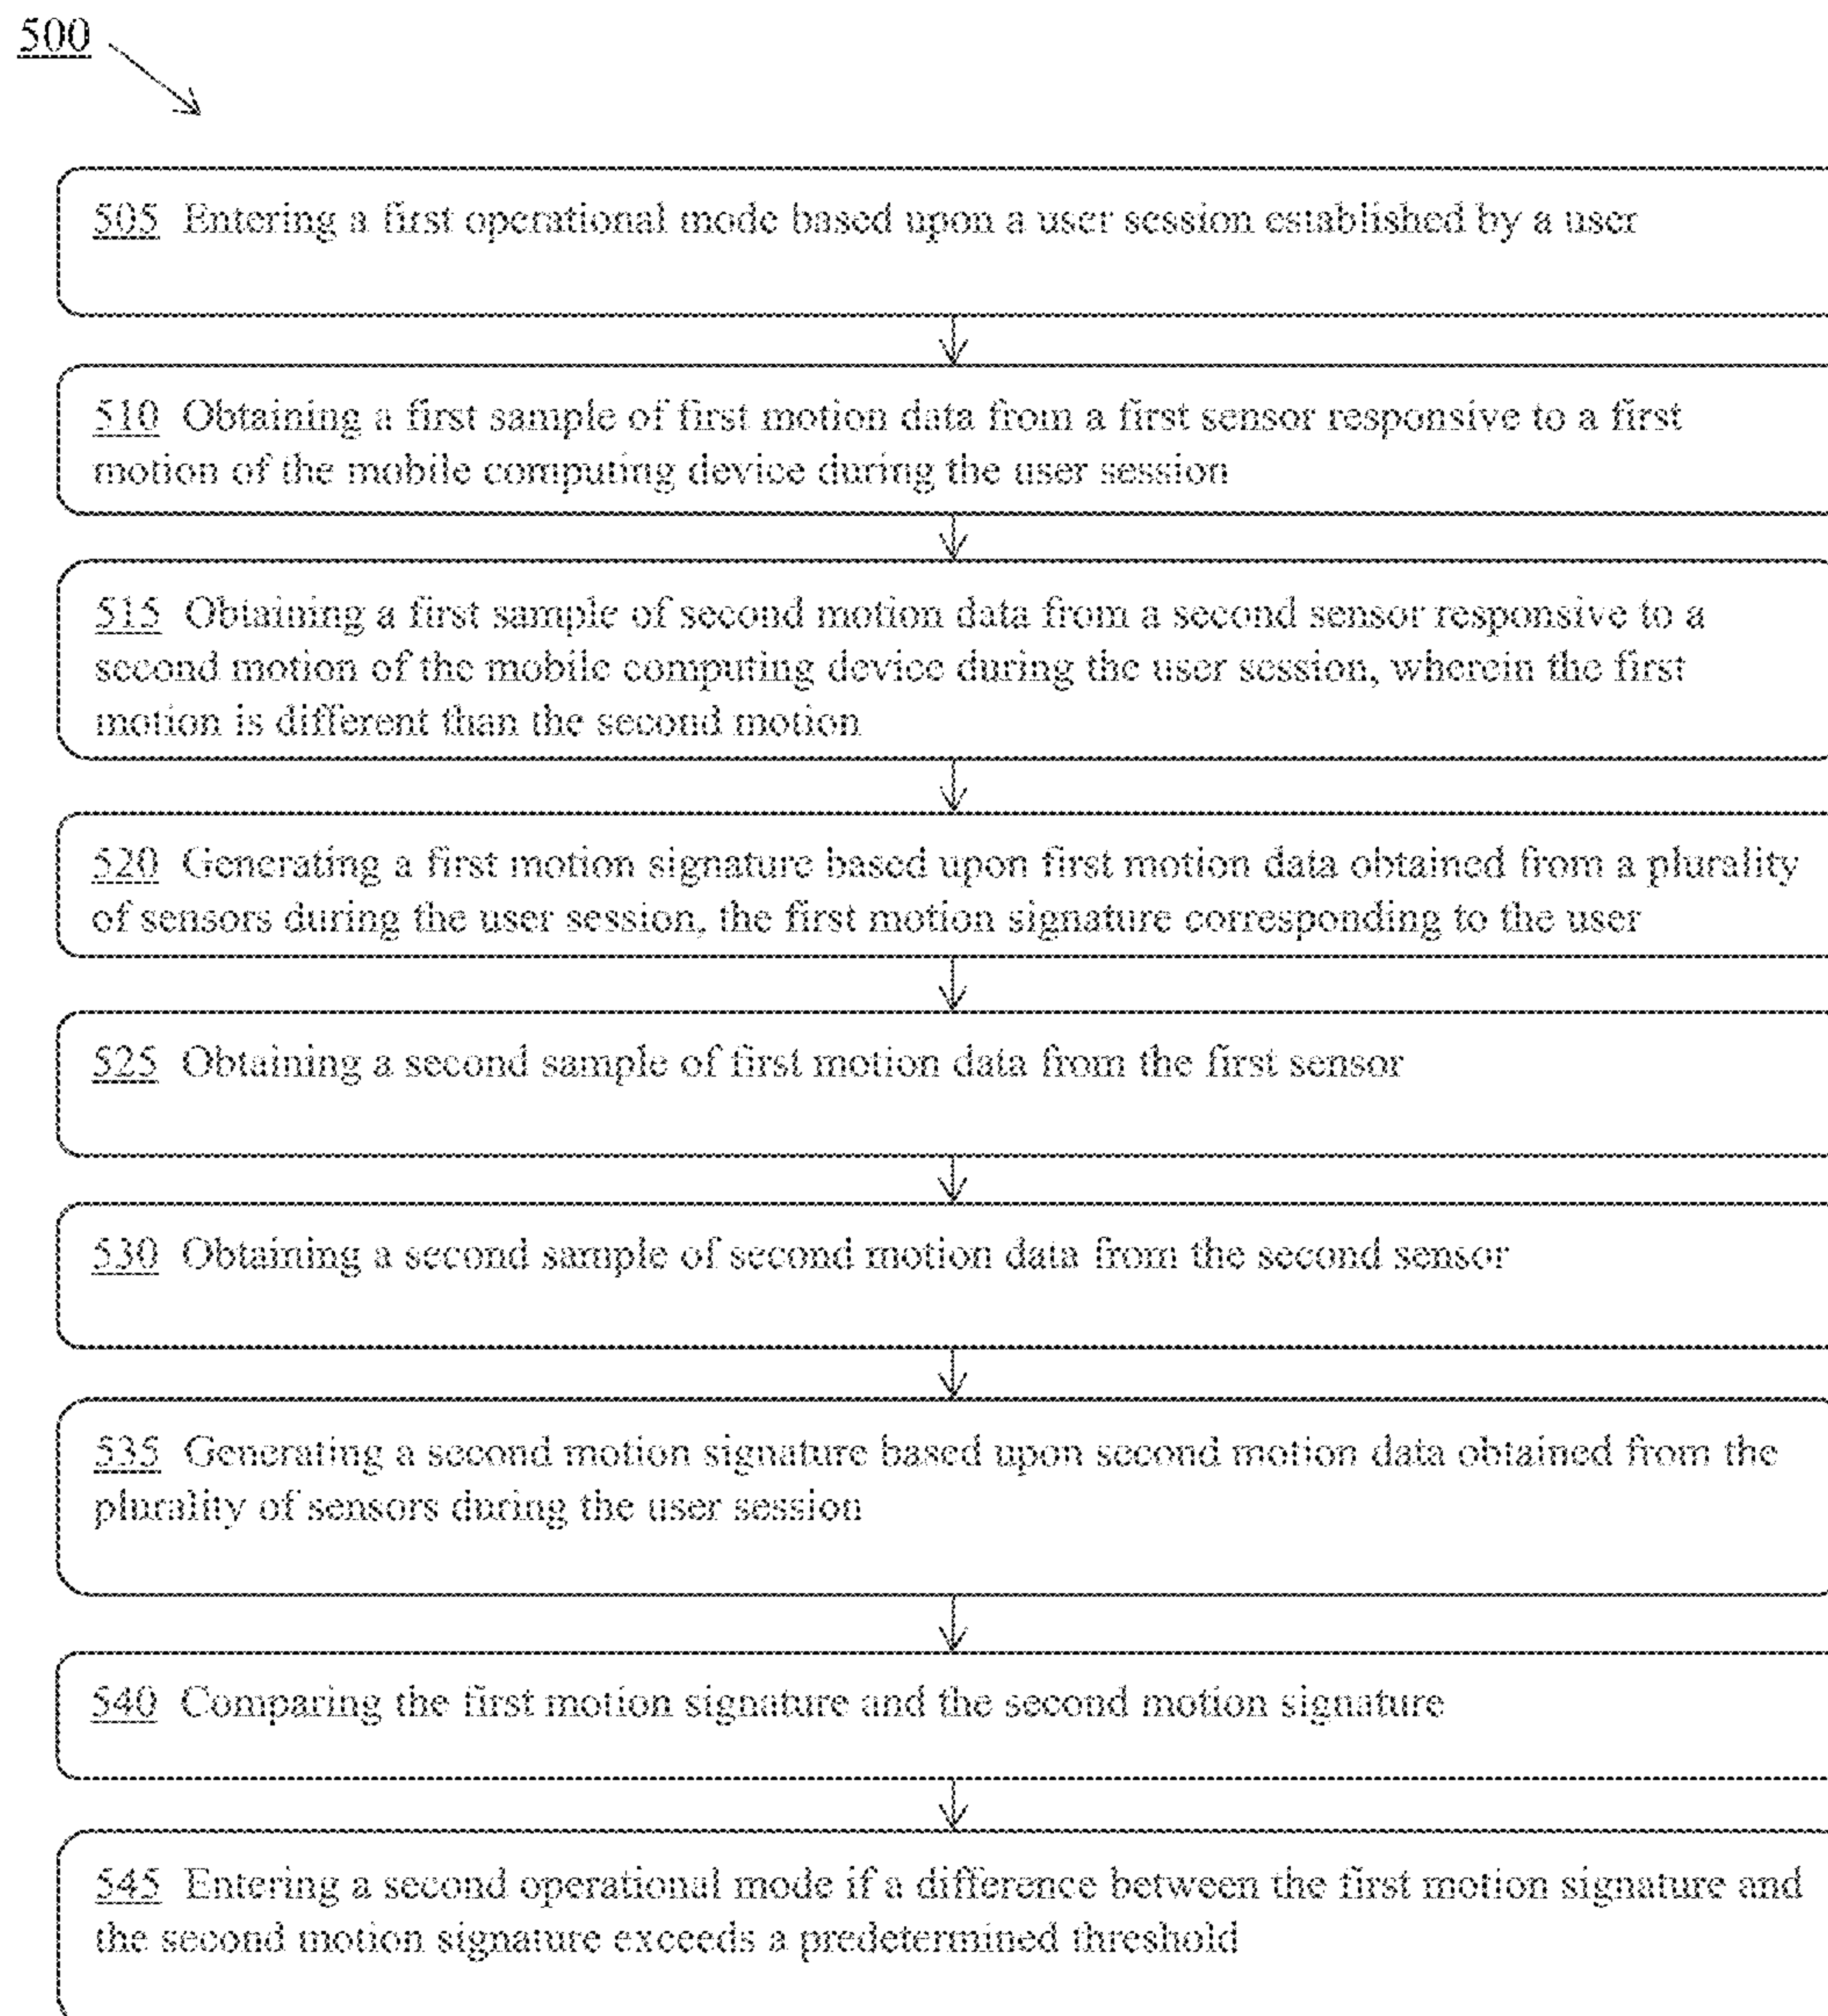 500
505 Entering a first operational mode based upon a user session established by a user
510 Obtaining a first sample of first motion data from a first sensor responsive to a first
motion of the mobile computing device during the user session
515 Obtaining a first sample of second motion data from a second sensor responsive to a
second motion of the mobile computing device during the user session, wherein the first
motion is different than the second motion
520 Generating a first motion signature based upon first motion data obtained from a plurality
of sensors during the user session, the first motion signature corresponding to the user
525 Obtaining a second sample of first motion data from the first sensor
530 Obtaining a second sample of second motion data from the second sensor
535 Generating a second motion signature based upon second motion data obtained from the
plurality of sensors during the user session
540 Comparing the first motion signature and the second motion signature
545 Entering a second operational mode if a difference between the first motion signature and
the second motion signature exceeds a predetermined threshold